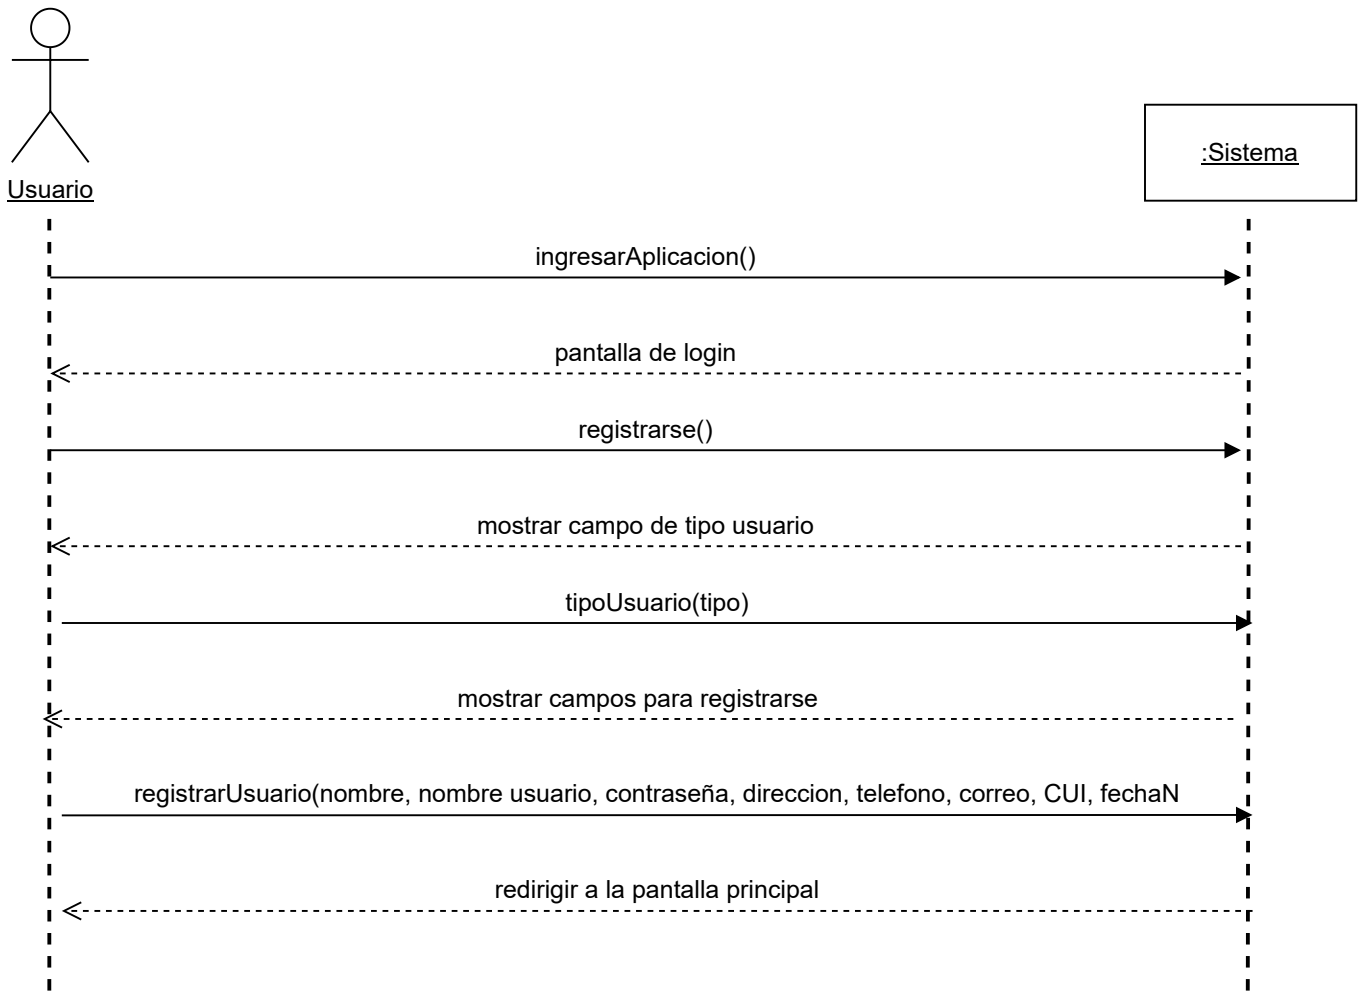 Usuario
:Sistema
ingresarAplicacion()
pantalla de login
registrarse()
mostrar campo de tipo usuario
tipoUsuario(tipo)
mostrar campos para registrarse
registrarUsuario(nombre, nombre usuario, contraseña, direccion, telefono, correo, CUI, fechaN
redirigir a la pantalla principal